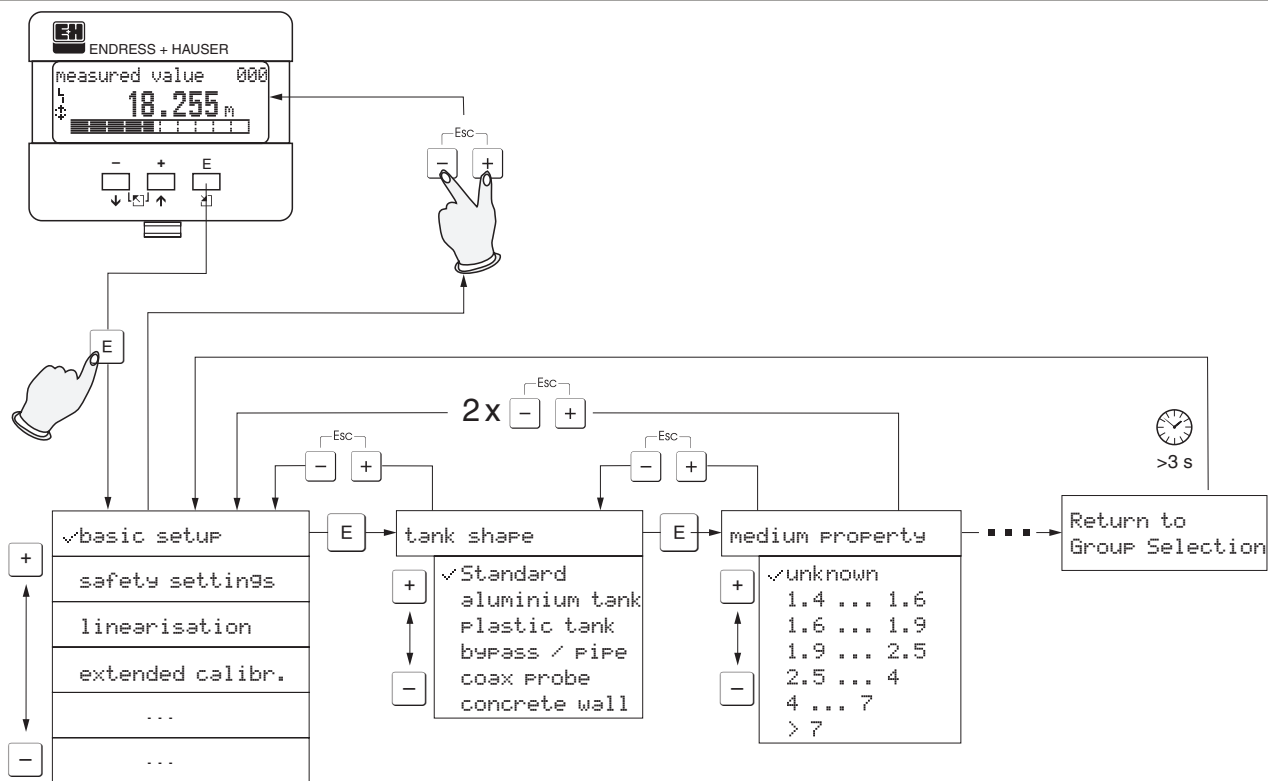 E+H
ENDRESS + HAUSER
measured value 000
18.255 m
– + E
Esc
– +
E
Esc
2 x – +
Esc
– +
Esc
– +
>3 s
✓basic setup
safety settings
linearisation
extended calibr.
...
...
+
–
E
tank shape
✓Standard
aluminium tank
plastic tank
bypass / pipe
coax probe
concrete wall
+
–
E
medium property
✓unknown
1.4 ... 1.6
1.6 ... 1.9
1.9 ... 2.5
2.5 ... 4
4 ... 7
> 7
+
–
Return to
Group Selection